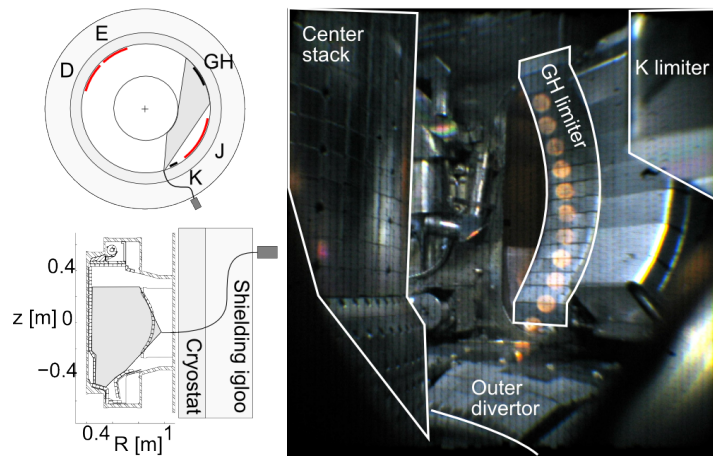 E
D
GH
J
K
0.4
z [m] 0
−0.4
0.4
1
R [m]
Cryostat
Shielding igloo
Center
stack
GH limiter
K limiter
Outer
divertor